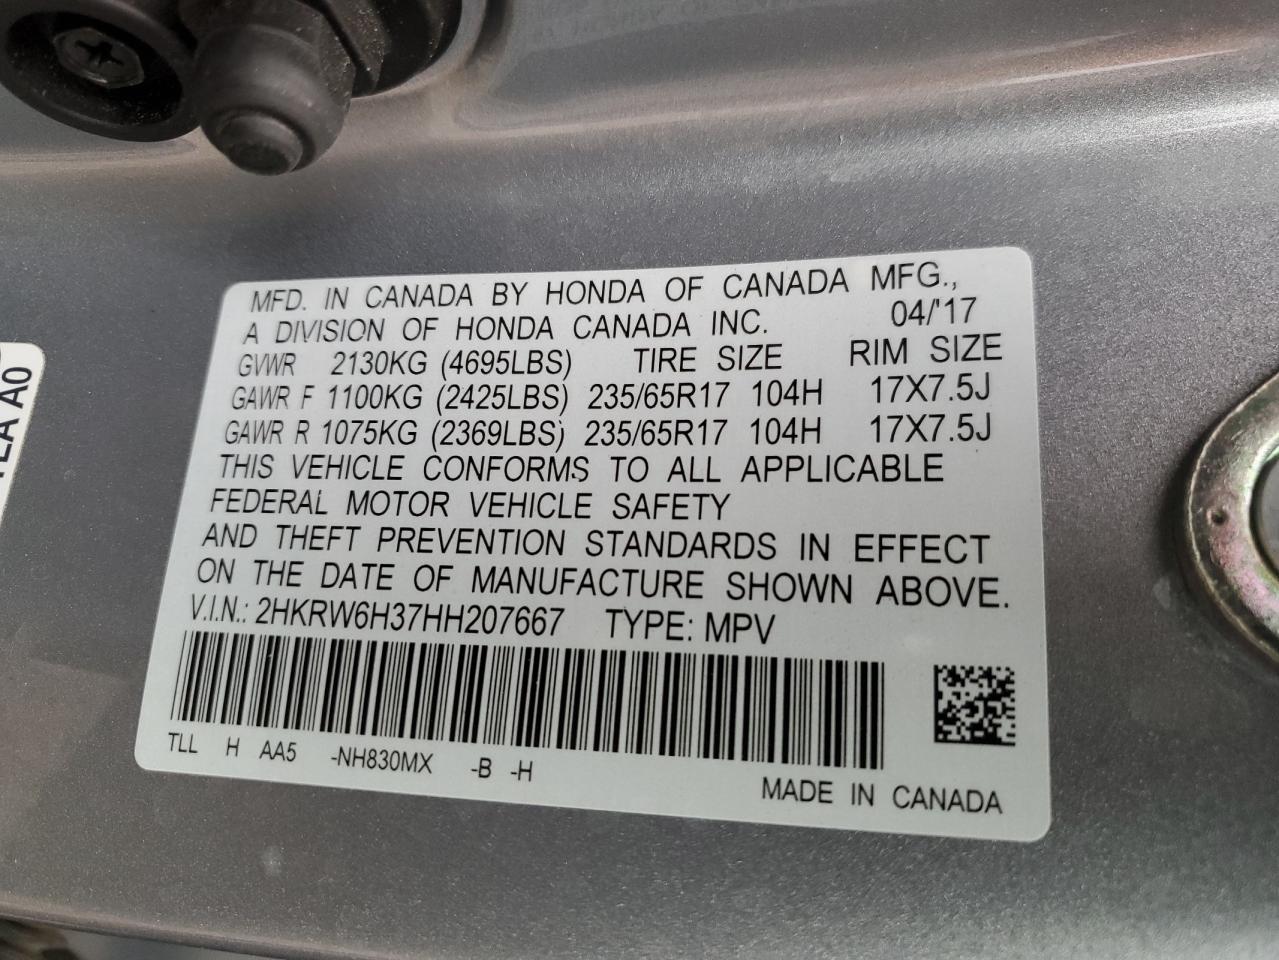 MFD. IN CANADA BY HONDA OF CANADA MFG.,
A DIVISION OF HONDA CANADA INC. 04/'17
GVWR 2130KG (4695LBS) TIRE SIZE RIM SIZE
GAWR F 1100KG (2425LBS) 235/65R17 104H 17X7.5J
GAWR R 1075KG (2369LBS) 235/65R17 104H 17X7.5J
THIS VEHICLE CONFORMS TO ALL APPLICABLE
FEDERAL MOTOR VEHICLE SAFETY
AND THEFT PREVENTION STANDARDS IN EFFECT
ON THE DATE OF MANUFACTURE SHOWN ABOVE.
V.I.N.: 2HKRW6H37HH207667 TYPE: MPV
TLL H AA5 -NH830MX -B -H
MADE IN CANADA
A0